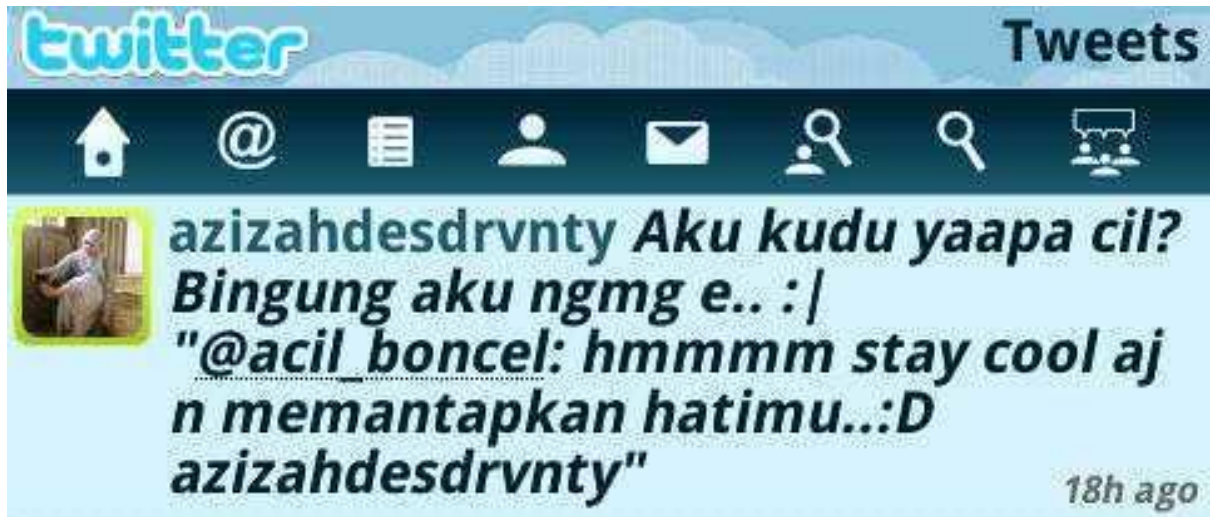 twitter
Tweets
@
azizahdesdrvnty Aku kudu yaapa cil?
Bingung aku ngmg e.. :|
"@acil_boncel: hmmmm stay cool aj
n memantapkan hatimu..:D
azizahdesdrvnty"
18h ago